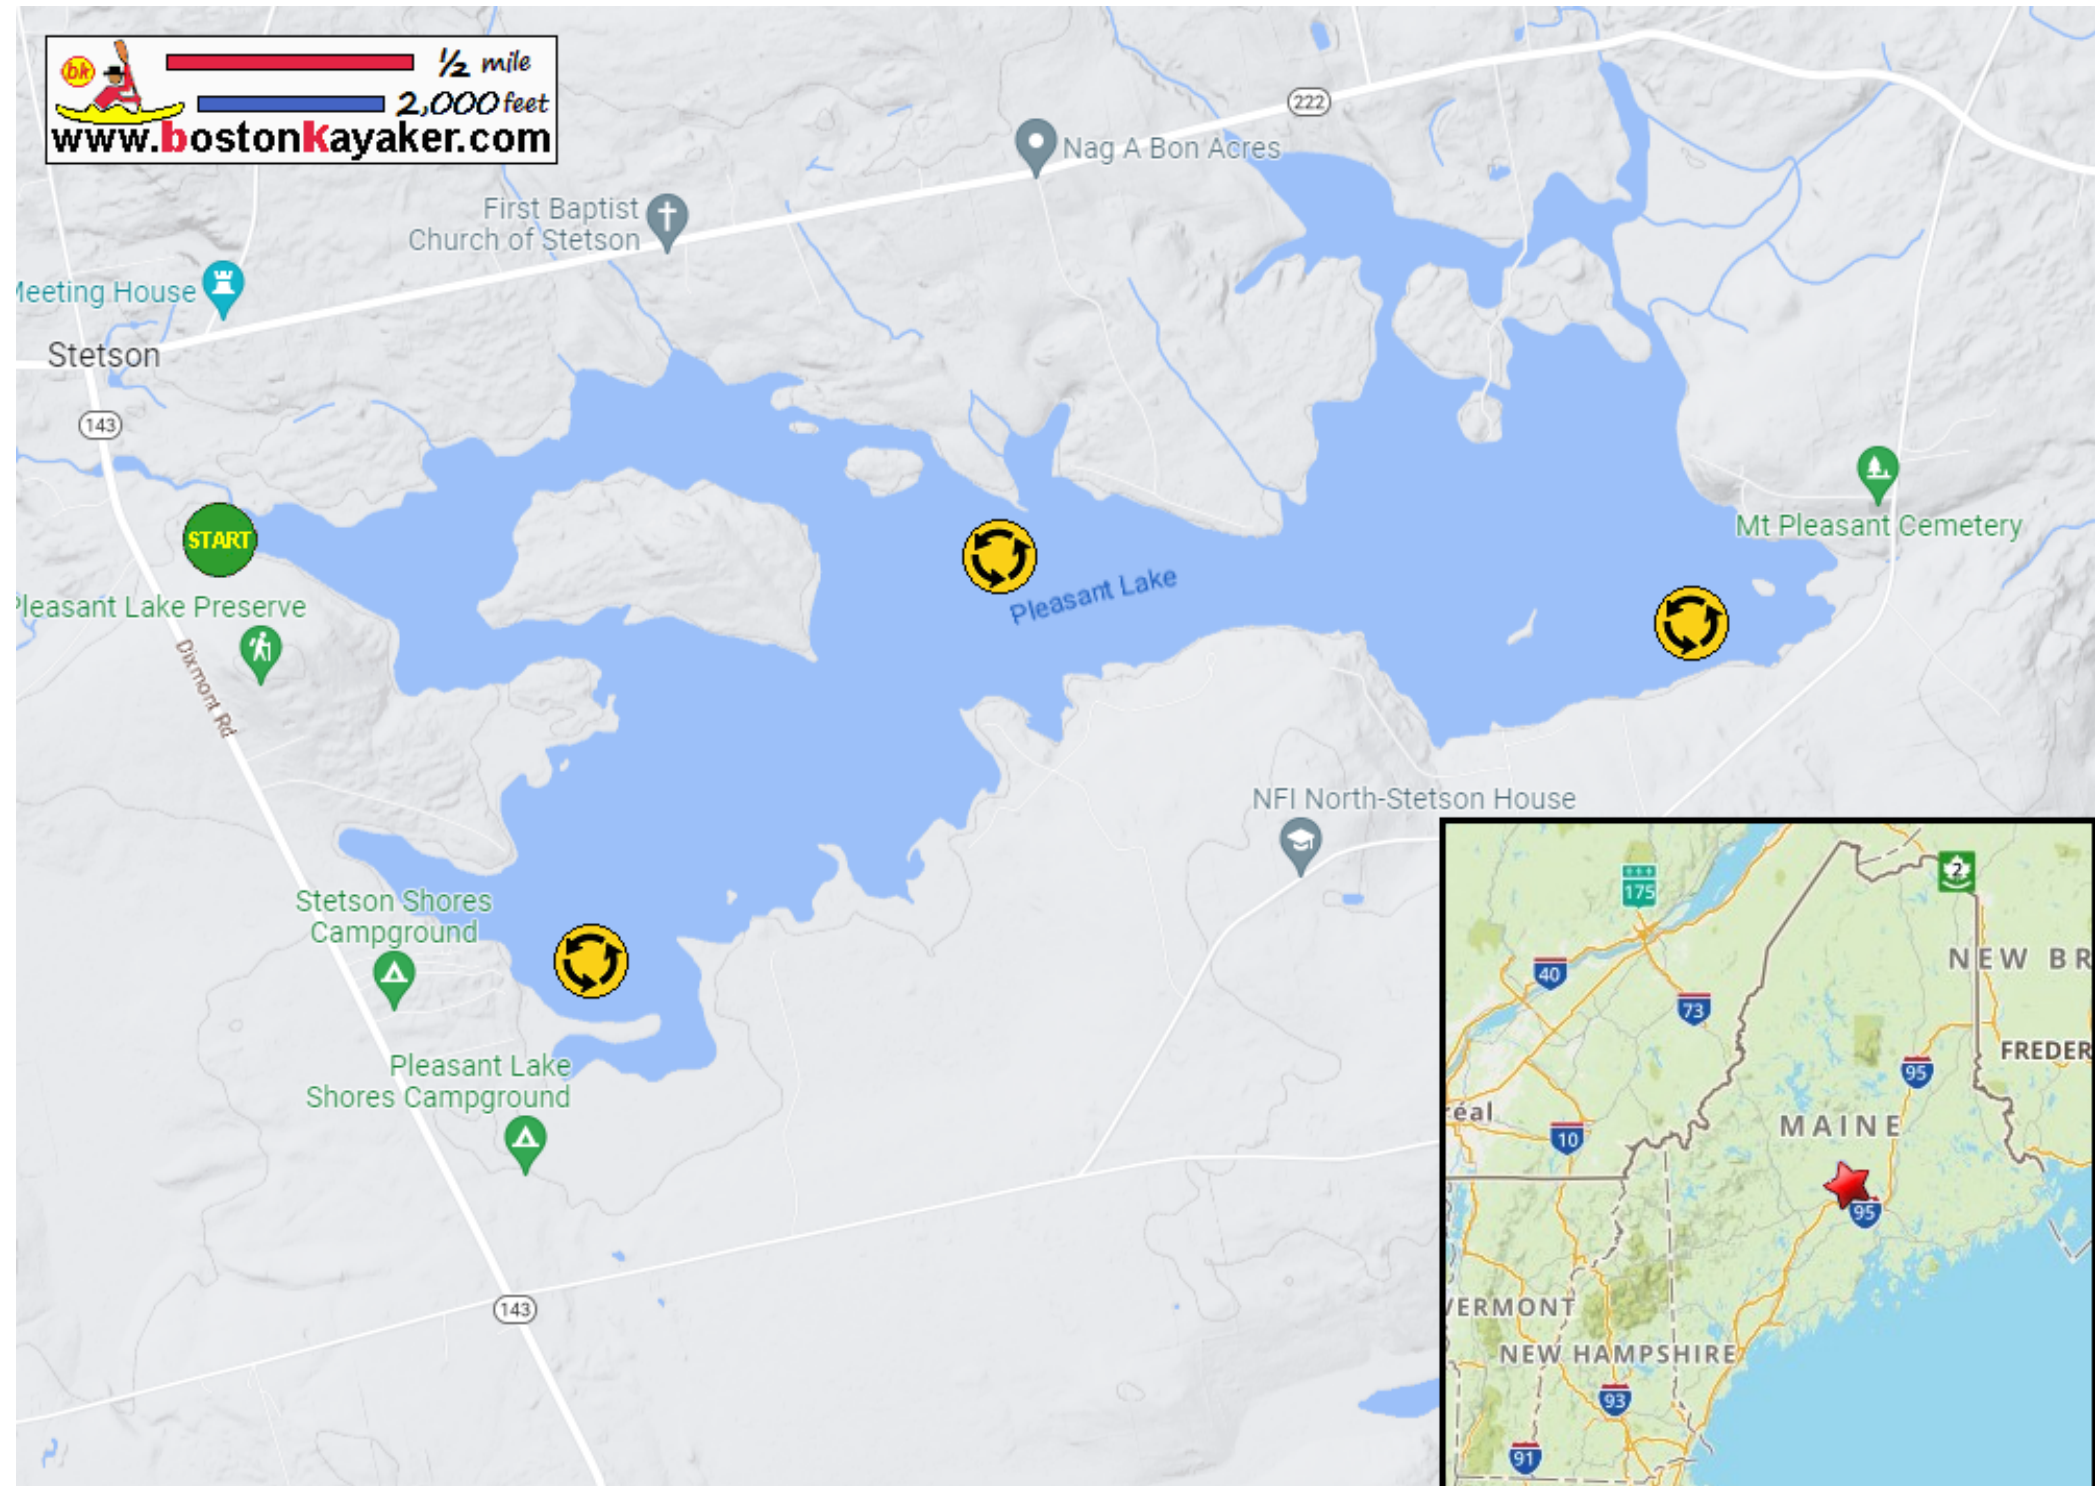 bk
½ mile
2,000 feet
www.bostonkayaker.com
222
Nag A Bon Acres
First Baptist
Church of Stetson
Meeting House
Stetson
143
START
Mt Pleasant Cemetery
Pleasant Lake
Pleasant Lake Preserve
Dixmont Rd
NFI North-Stetson House
Stetson Shores
Campground
Pleasant Lake
Shores Campground
143
2
175
40
NEW BR
73
FREDER
95
réal
MAINE
10
95
VERMONT
NEW HAMPSHIRE
93
91